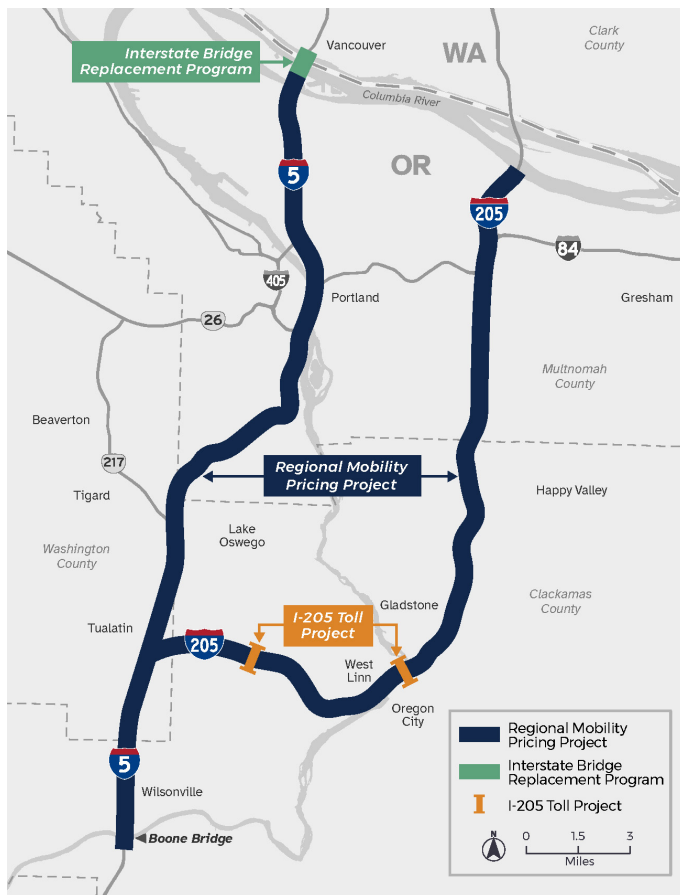 Interstate Bridge
Replacement Program
Vancouver
WA
Clark
County
Columbia River
OR
5
205
84
405
Portland
Gresham
26
Multnomah
County
Beaverton
217
Regional Mobility
Pricing Project
Tigard
Happy Valley
Lake
Oswego
Washington
County
Clackamas
County
Gladstone
I-205 Toll
Project
Tualatin
205
West
Linn
Oregon
City
5
Wilsonville
Boone Bridge
Regional Mobility
Pricing Project
Interstate Bridge
Replacement Program
I-205 Toll Project
N
0 1.5 3
Miles